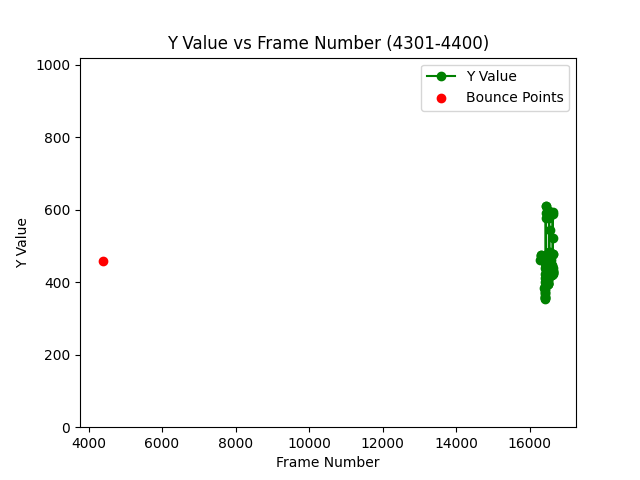 Y Value vs Frame Number (4301-4400)
1000
800
600
400
200
0
Y Value
Y Value
Bounce Points
4000 6000 8000 10000 12000 14000 16000
Frame Number